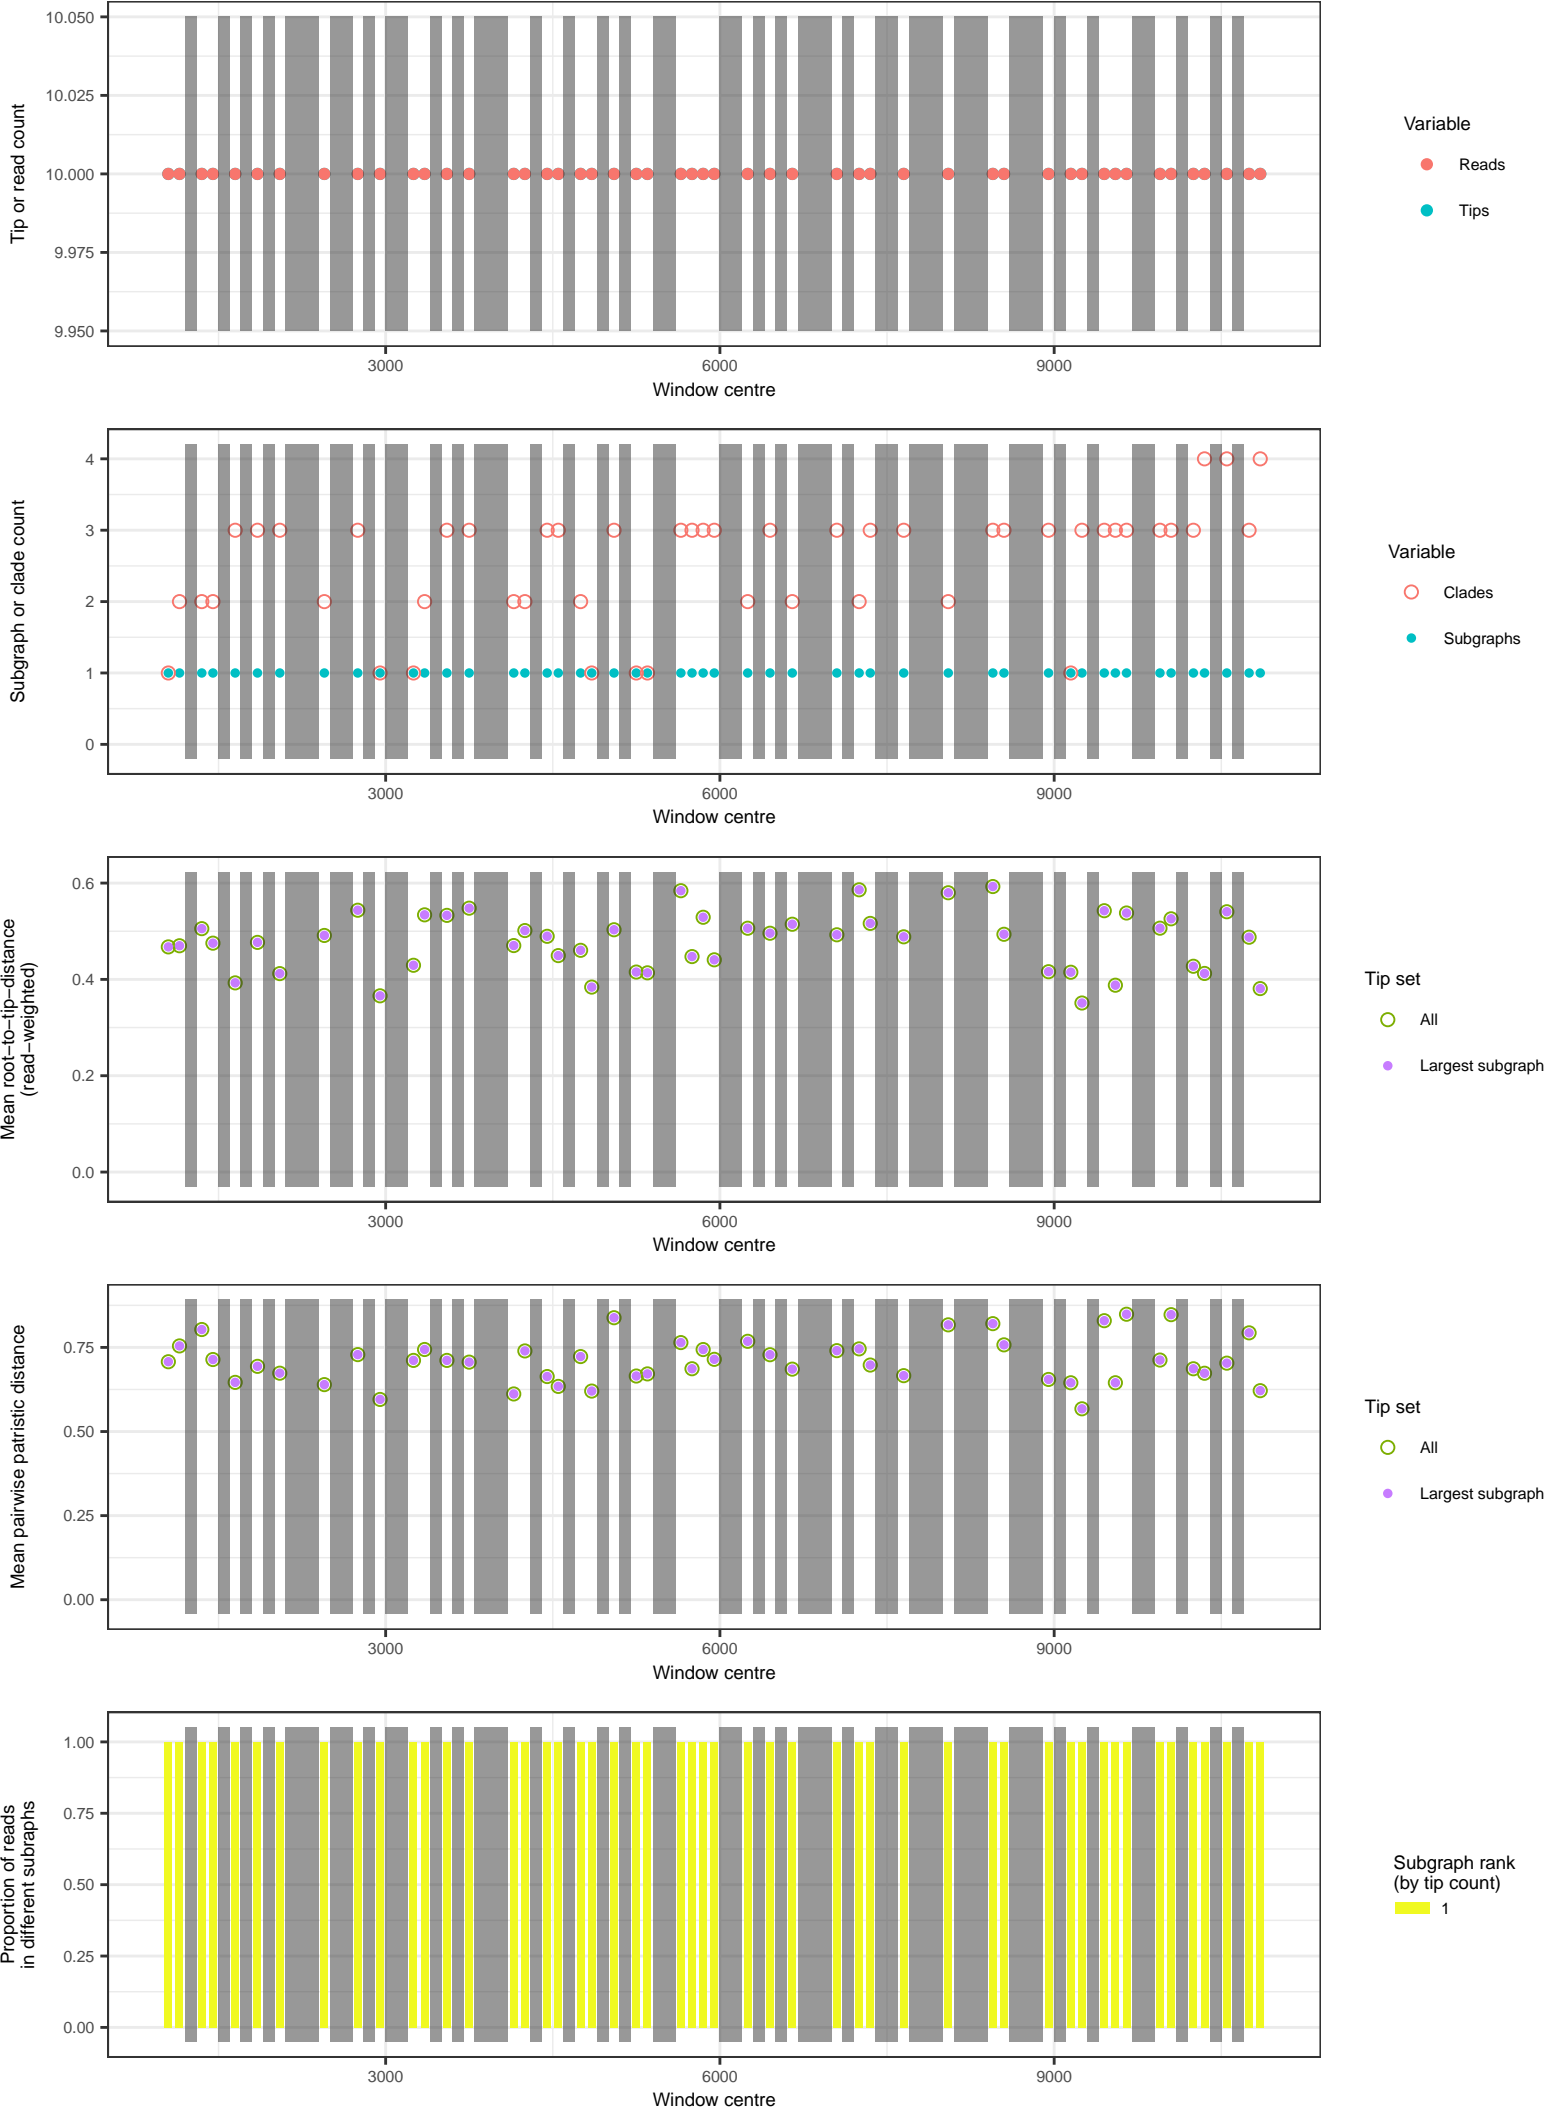 Tip or read count
10.050
10.025
10.000
9.975
9.950
3000
6000
9000
Window centre
Variable
Reads
Tips
Subgraph or clade count
4
3
2
1
0
3000
6000
9000
Window centre
Variable
Clades
Subgraphs
Mean root−to−tip−distance
(read−weighted)
0.6
0.4
0.2
0.0
3000
6000
9000
Window centre
Tip set
All
Largest subgraph
Mean pairwise patristic distance
0.75
0.50
0.25
0.00
3000
6000
9000
Window centre
Tip set
All
Largest subgraph
Proportion of reads
in different subraphs
1.00
0.75
0.50
0.25
0.00
3000
6000
9000
Window centre
Subgraph rank
(by tip count)
1